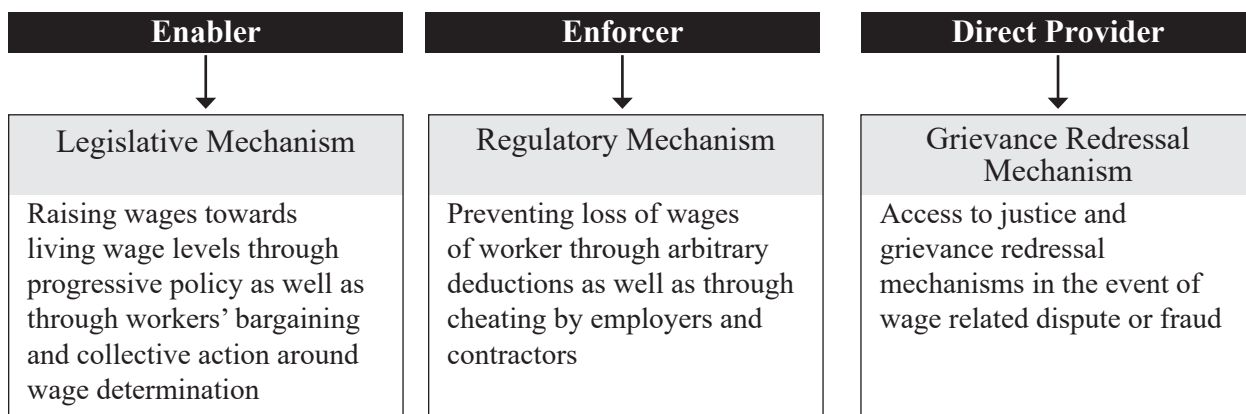 Enabler
Legislative Mechanism
Raising wages towards
living wage levels through
progressive policy as well as
through workers’ bargaining
and collective action around
wage determination
Enforcer
Regulatory Mechanism
Preventing loss of wages
of worker through arbitrary
deductions as well as through
cheating by employers and
contractors
Direct Provider
Grievance Redressal
Mechanism
Access to justice and
grievance redressal
mechanisms in the event of
wage related dispute or fraud